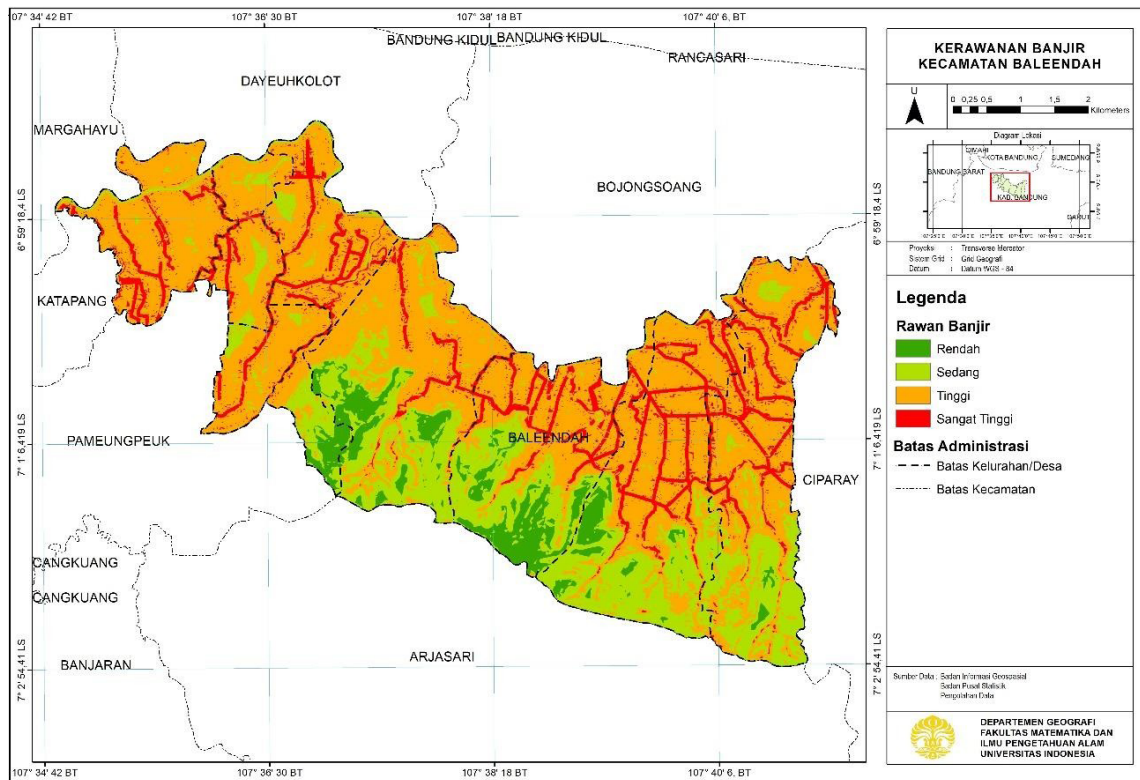 107° 34' 42 BT
107° 36' 30 BT
107° 38' 18 BT
107° 40' 6, BT
BANDUNG KIDUL
BANDUNG KIDUL
RANCASARI
DAYEUHKOLOT
MARGAHAYU
BOJONGSOANG
6° 59' 18,4 LS
6° 59' 18,4 LS
KATAPANG
PAMEUNGPEUK
BALEENDAH
7° 1' 6,419 LS
7° 1' 6,419 LS
CIPARAY
CANGKUANG
CANGKUANG
BANJARAN
ARJASARI
7° 2' 54,41 LS
7° 2' 54,41 LS
107° 34' 42 BT
107° 36' 30 BT
107° 38' 18 BT
107° 40' 6, BT
KERAWANAN BANJIR
KECAMATAN BALEENDAH
U
0 0,25 0,5 1 1,5 2
Kilometers
Diagram Lokasi
CIMAHI
KOTA BANDUNG
SUMEDANG
BANDUNG BARAT
KAB. BANDUNG
Proyeksi : Transverse Mercator
Sistem Grid : Grid Geografi
Datum : Datum WGS - 84
Legenda
Rawan Banjir
Rendah
Sedang
Tinggi
Sangat Tinggi
Batas Administrasi
Batas Kelurahan/Desa
Batas Kecamatan
Sumber Data : Badan Informasi Geospasial
Badan Pusat Statistik
Pengolahan Data
DEPARTEMEN GEOGRAFI
FAKULTAS MATEMATIKA DAN
ILMU PENGETAHUAN ALAM
UNIVERSITAS INDONESIA